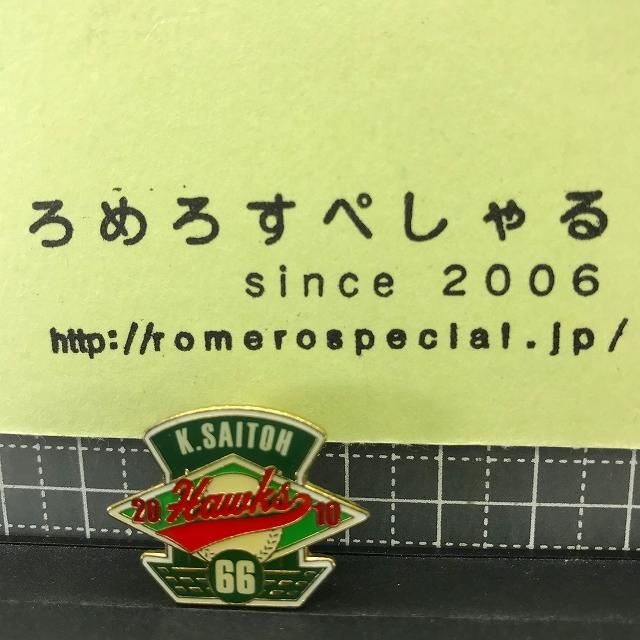 ろめろすぺしゃる
since 2006
http://romerospecial.jp/
K.SAITOH
20 Hawks 10
66